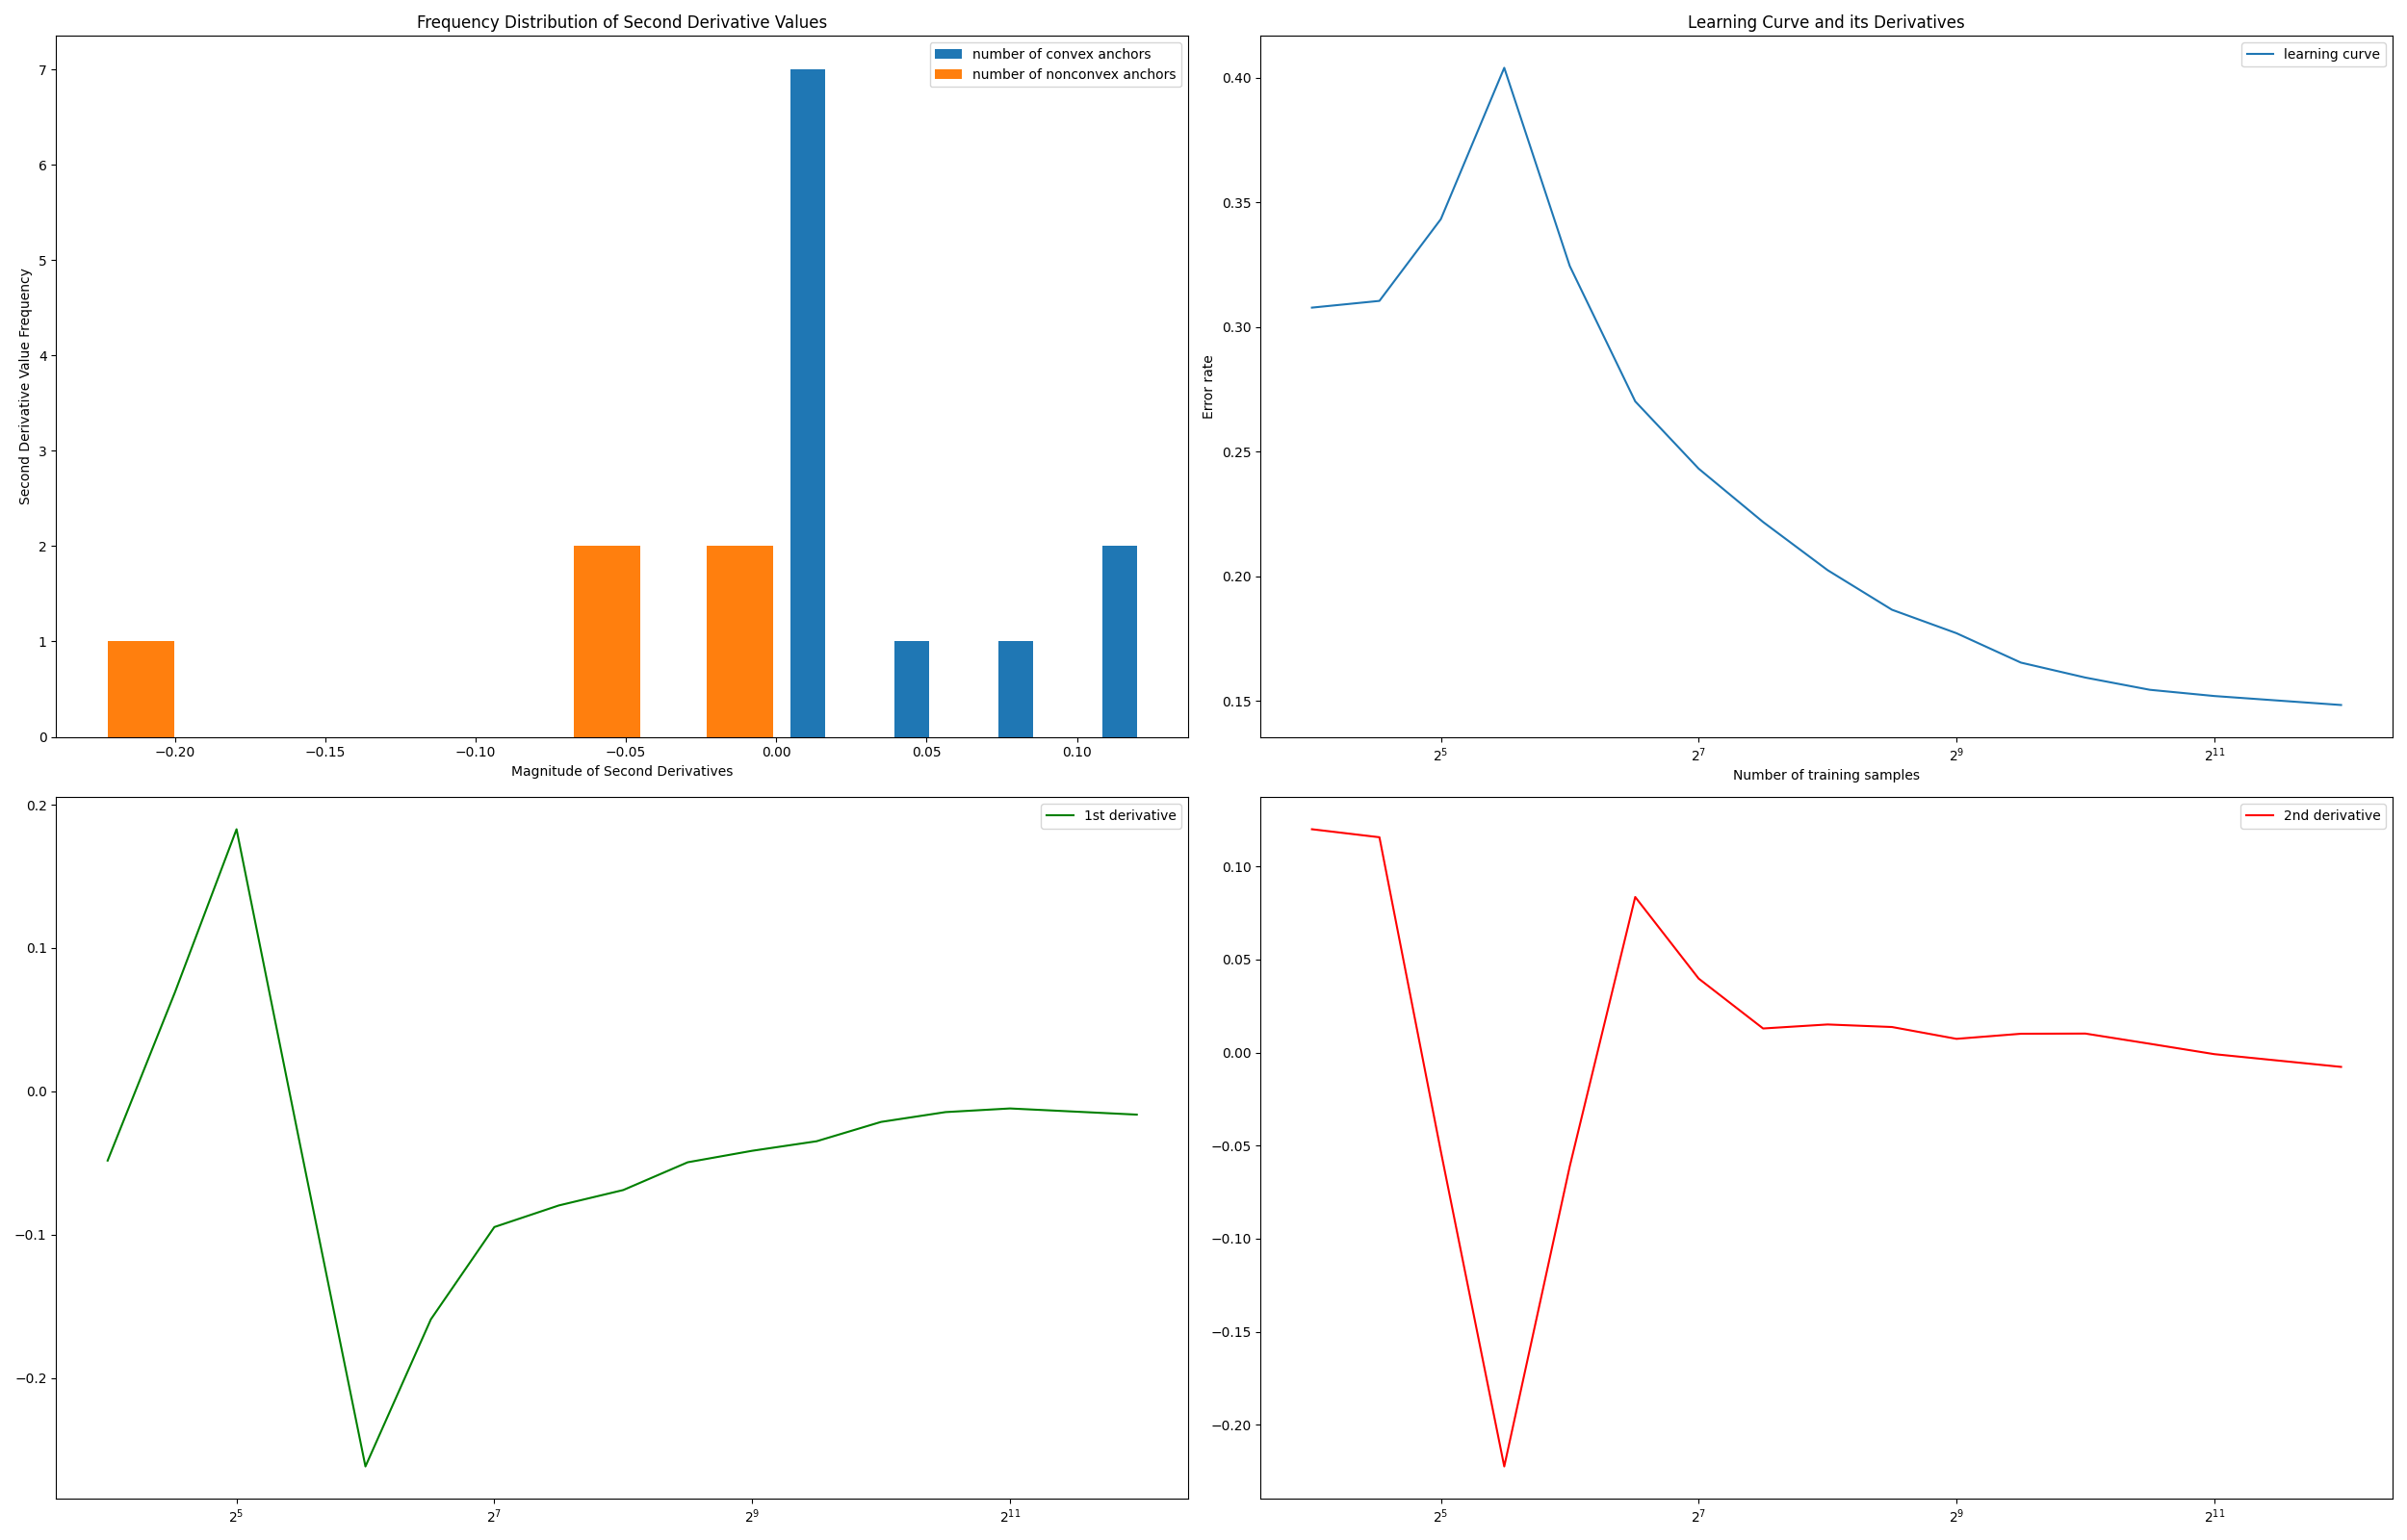 Frequency Distribution of Second Derivative Values
number of convex anchors
number of nonconvex anchors
Second Derivative Value Frequency
7
6
5
4
3
2
1
0
−0.20 −0.15 −0.10 −0.05 0.00 0.05 0.10
Magnitude of Second Derivatives
Learning Curve and its Derivatives
learning curve
Error rate
0.40
0.35
0.30
0.25
0.20
0.15
2^5 2^7 2^9 2^11
Number of training samples
1st derivative
0.2
0.1
0.0
−0.1
−0.2
2^5 2^7 2^9 2^11
2nd derivative
0.10
0.05
0.00
−0.05
−0.10
−0.15
−0.20
2^5 2^7 2^9 2^11